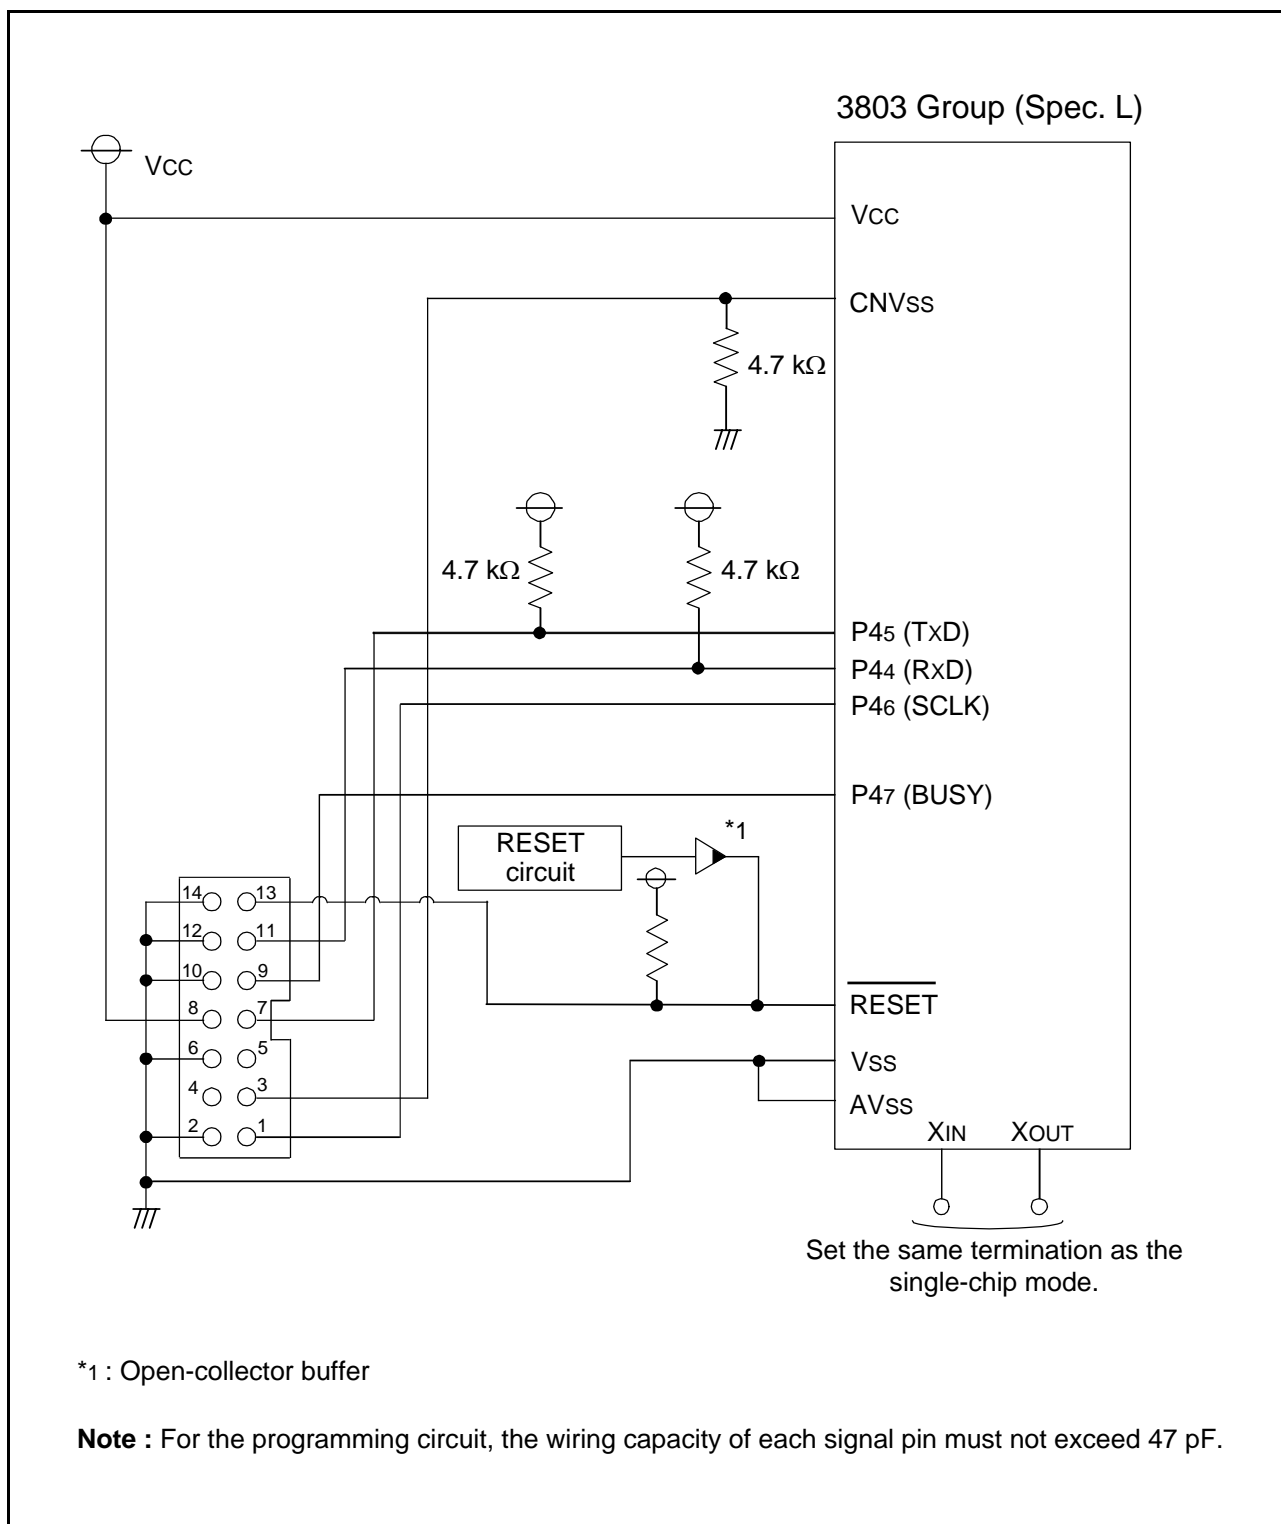 3803 Group (Spec. L)
VCC
VCC
CNVSS
4.7 kΩ
4.7 kΩ
4.7 kΩ
P45 (TXD)
P44 (RXD)
P46 (SCLK)
P47 (BUSY)
*1
RESET
circuit
14 13
12 11
10 9
8 7
6 5
4 3
2 1
RESET
VSS
AVSS
XIN XOUT
Set the same termination as the
single-chip mode.
*1 : Open-collector buffer
Note : For the programming circuit, the wiring capacity of each signal pin must not exceed 47 pF.